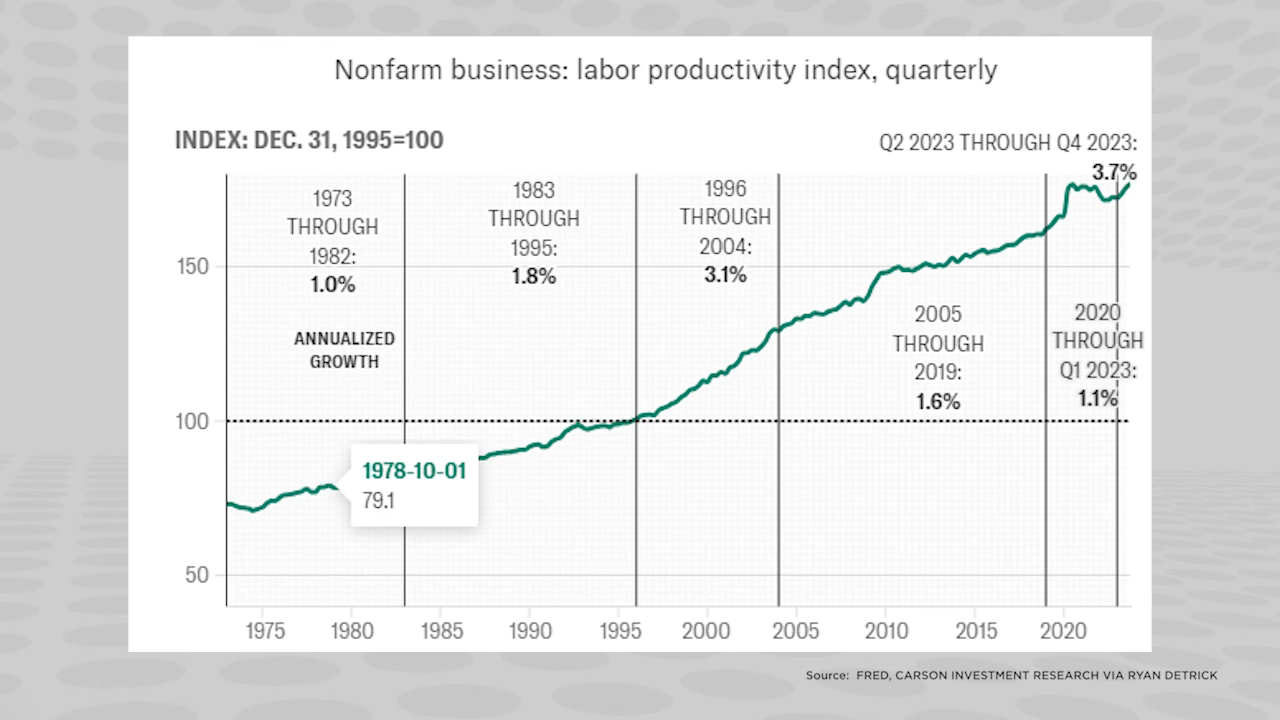 Nonfarm business: labor productivity index, quarterly
INDEX: DEC. 31, 1995=100
Q2 2023 THROUGH Q4 2023:
3.7%
1973
THROUGH
1982:
1.0%
1983
THROUGH
1995:
1.8%
1996
THROUGH
2004:
3.1%
ANNUALIZED
GROWTH
2005
THROUGH
2019:
1.6%
2020
THROUGH
Q1 2023:
1.1%
150
100
50
1978-10-01
79.1
1975 1980 1985 1990 1995 2000 2005 2010 2015 2020
Source: FRED, CARSON INVESTMENT RESEARCH VIA RYAN DETRICK